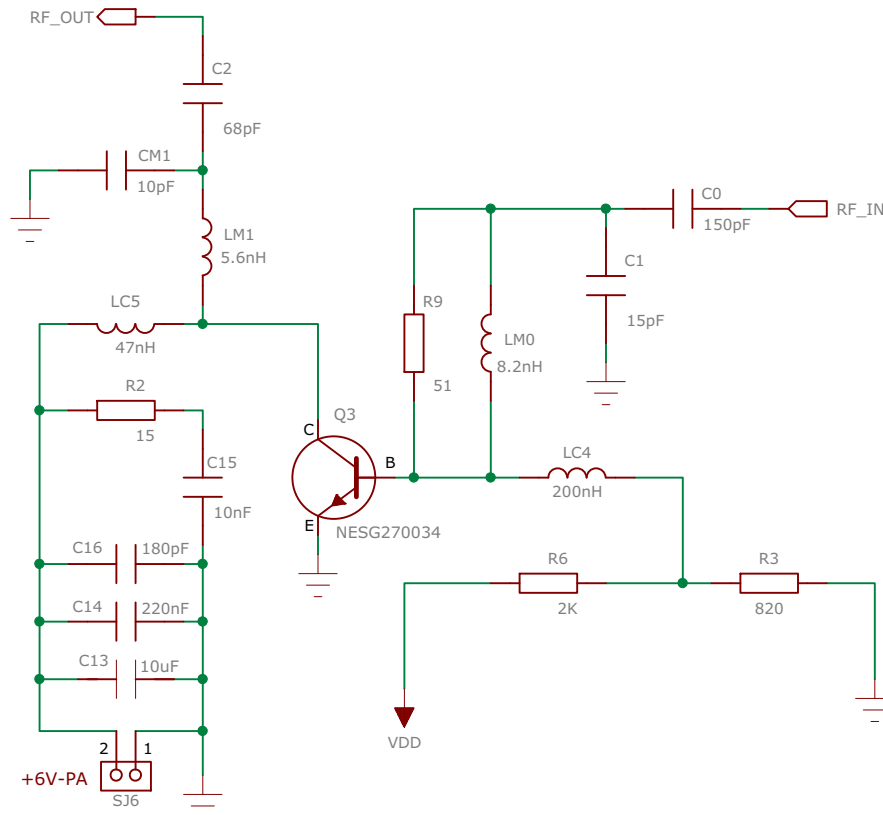 RF_OUT
C2
68pF
CM1
10pF
C0
150pF
RF_IN
LM1
5.6nH
C1
15pF
LC5
47nH
R9
51
LM0
8.2nH
R2
15
Q3
C
B
E
NESG270034
C15
10nF
LC4
200nH
C16
180pF
C14
220nF
C13
10uF
R6
2K
R3
820
VDD
2
1
+6V-PA
SJ6